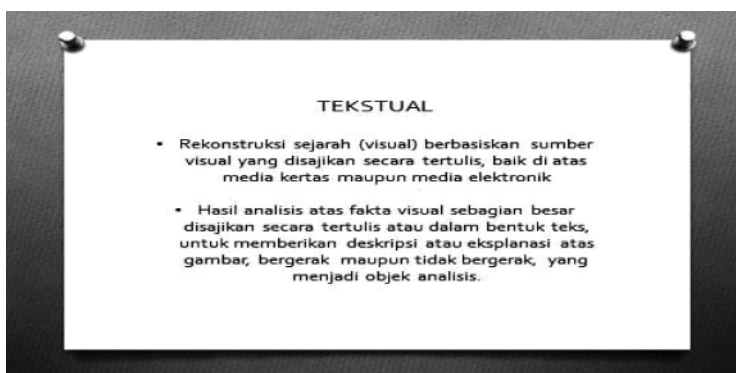 TEKSTUAL
• Rekonstruksi sejarah (visual) berbasiskan sumber
visual yang disajikan secara tertulis, baik di atas
media kertas maupun media elektronik
• Hasil analisis atas fakta visual sebagian besar
disajikan secara tertulis atau dalam bentuk teks,
untuk memberikan deskripsi atau eksplanasi atas
gambar, bergerak maupun tidak bergerak, yang
menjadi objek analisis.